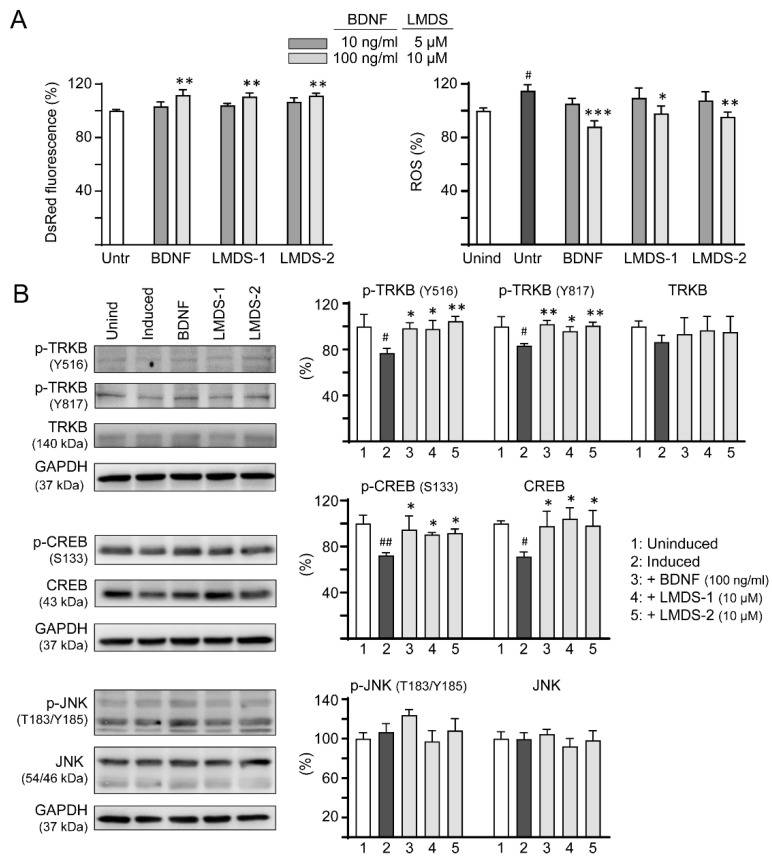 A
BDNF LMDS
10 ng/ml 5 μM
100 ng/ml 10 μM
DsRed fluorescence (%)
120
80
40
** ** **
Untr BDNF LMDS-1 LMDS-2
ROS (%)
120
80
40
# *** * **
Unind Untr BDNF LMDS-1 LMDS-2
B
Unind Induced BDNF LMDS-1 LMDS-2
p-TRKB
(Y516)
p-TRKB
(Y817)
TRKB
(140 kDa)
GAPDH
(37 kDa)
p-CREB
(S133)
CREB
(43 kDa)
GAPDH
(37 kDa)
p-JNK
(T183/Y185)
JNK
(54/46 kDa)
GAPDH
(37 kDa)
p-TRKB (Y516) p-TRKB (Y817) TRKB
(%)
120
80
40
# * * ** # ** * **
1 2 3 4 5 1 2 3 4 5 1 2 3 4 5
p-CREB (S133) CREB
(%)
120
80
40
## * * * # * * *
1 2 3 4 5 1 2 3 4 5
1: Uninduced
2: Induced
3: + BDNF (100 ng/ml)
4: + LMDS-1 (10 μM)
5: + LMDS-2 (10 μM)
p-JNK (T183/Y185) JNK
(%)
140
100
60
20
1 2 3 4 5 1 2 3 4 5